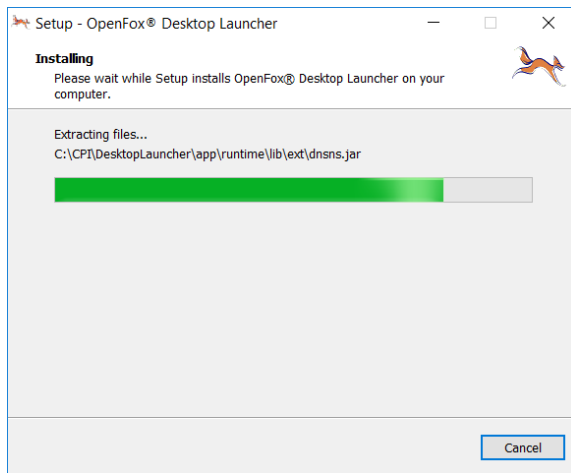 Setup - OpenFox® Desktop Launcher
Installing
Please wait while Setup installs OpenFox® Desktop Launcher on your
computer.
Extracting files...
C:\CPI\DesktopLauncher\app\runtime\lib\ext\dnsns.jar
Cancel